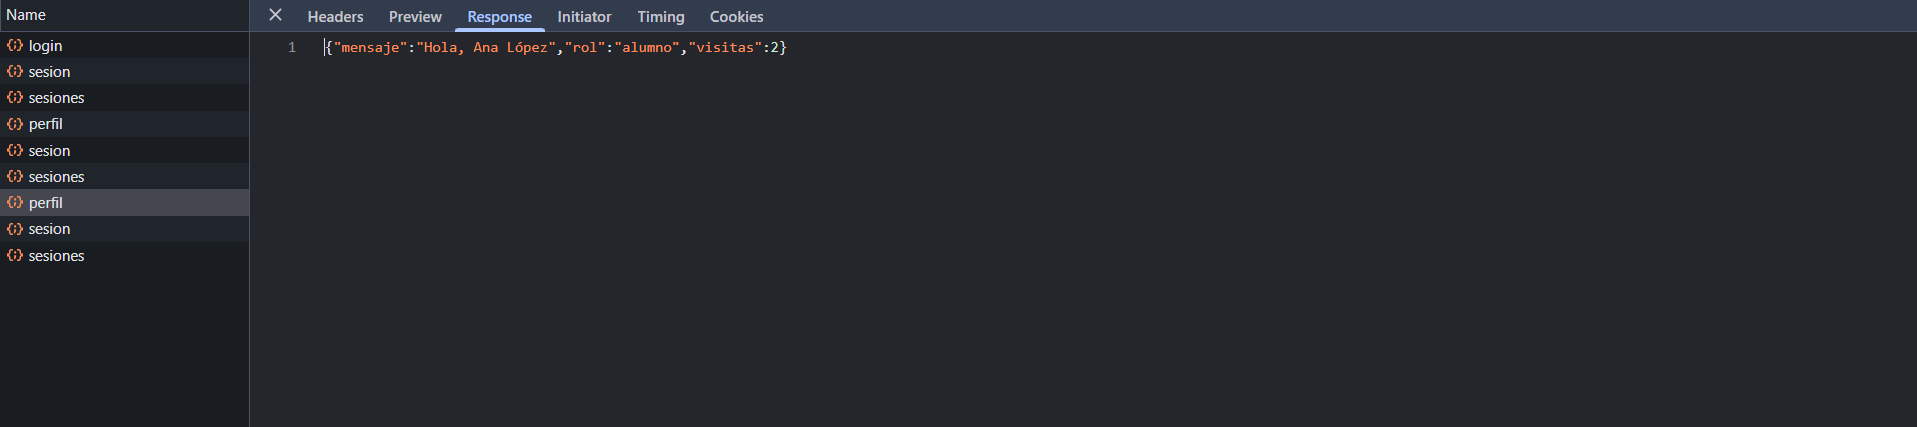 Name
login
sesion
sesiones
perfil
sesion
sesiones
perfil
sesion
sesiones
Headers Preview Response Initiator Timing Cookies
1 {"mensaje":"Hola, Ana López","rol":"alumno","visitas":2}